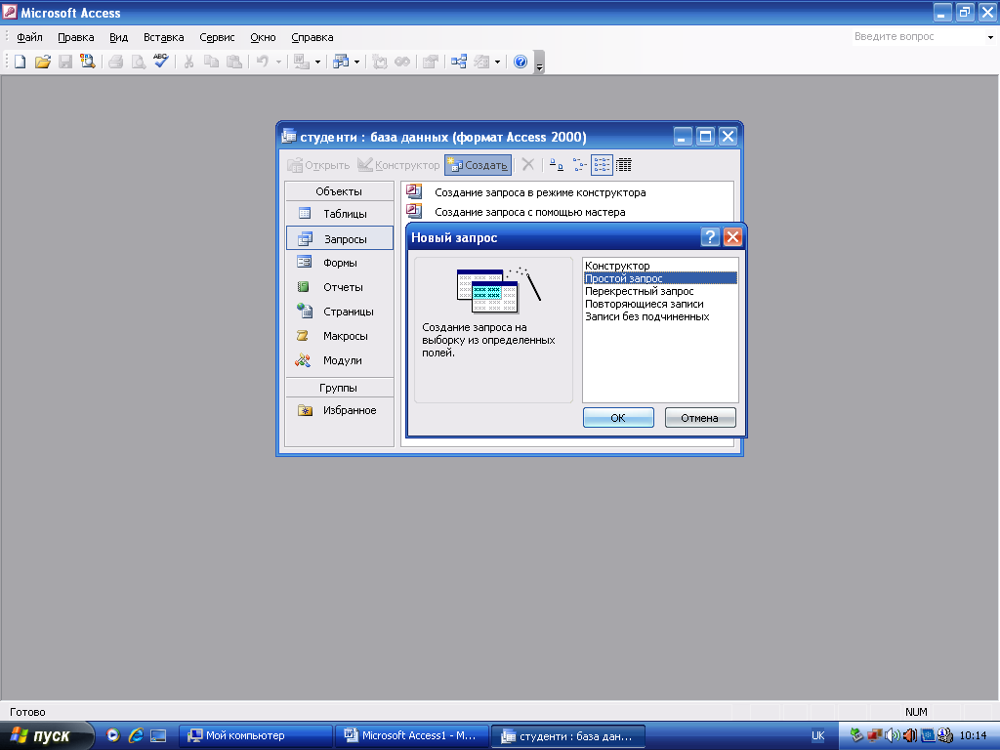 Microsoft Access
Файл Правка Вид Вставка Сервис Окно Справка
Введите вопрос
ABC
студенти : база данных (формат Access 2000)
Открыть Конструктор Создать
Объекты
Таблицы
Запросы
Формы
Отчеты
Страницы
Макросы
Модули
Группы
Избранное
Создание запроса в режиме конструктора
Создание запроса с помощью мастера
Новый запрос
Создание запроса на
выборку из определенных
полей.
Конструктор
Простой запрос
Перекрестный запрос
Повторяющиеся записи
Записи без подчиненных
OK Отмена
Готово
NUM
пуск
Мой компьютер
Microsoft Access1 - M...
студенти : база дан...
UK
10:14